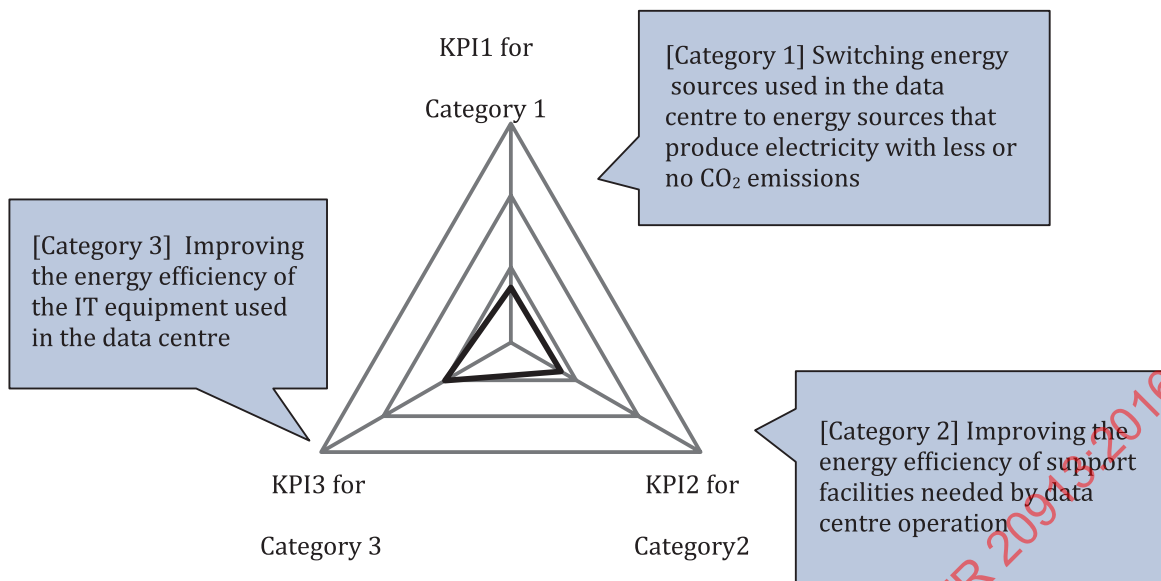 KPI1 for
Category 1
[Category 1] Switching energy
sources used in the data
centre to energy sources that
produce electricity with less or
no CO₂ emissions
[Category 3]  Improving
the energy efficiency of
the IT equipment used
in the data centre
[Category 2] Improving the
energy efficiency of support
facilities needed by data
centre operation
KPI3 for
Category 3
KPI2 for
Category2
TR 20913:2016